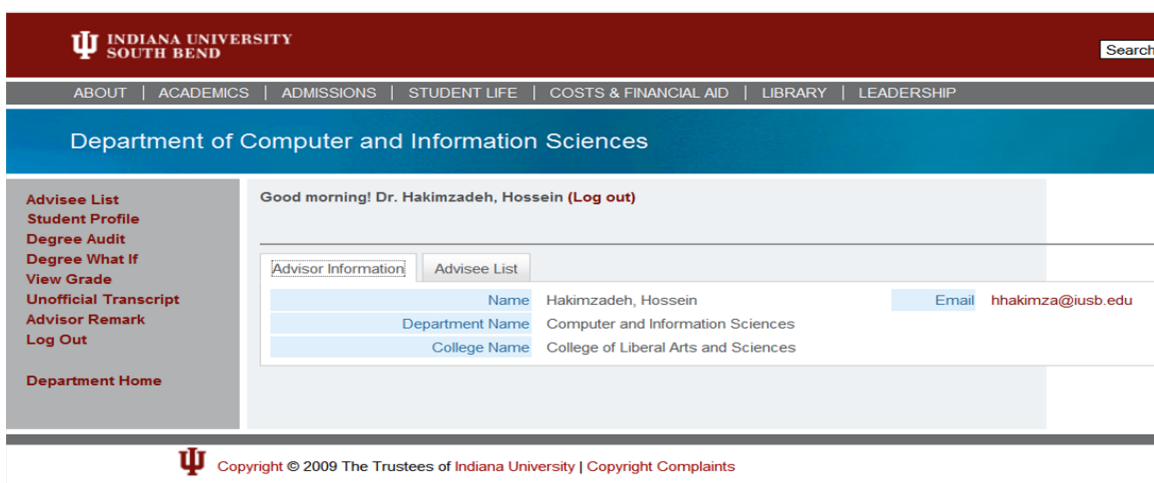 INDIANA UNIVERSITY
SOUTH BEND
Search
ABOUT | ACADEMICS | ADMISSIONS | STUDENT LIFE | COSTS & FINANCIAL AID | LIBRARY | LEADERSHIP
Department of Computer and Information Sciences
Advisee List
Student Profile
Degree Audit
Degree What If
View Grade
Unofficial Transcript
Advisor Remark
Log Out
Department Home
Good morning! Dr. Hakimzadeh, Hossein (Log out)
Advisor Information Advisee List
Name Hakimzadeh, Hossein Email hhakimza@iusb.edu
Department Name Computer and Information Sciences
College Name College of Liberal Arts and Sciences
Copyright © 2009 The Trustees of Indiana University | Copyright Complaints